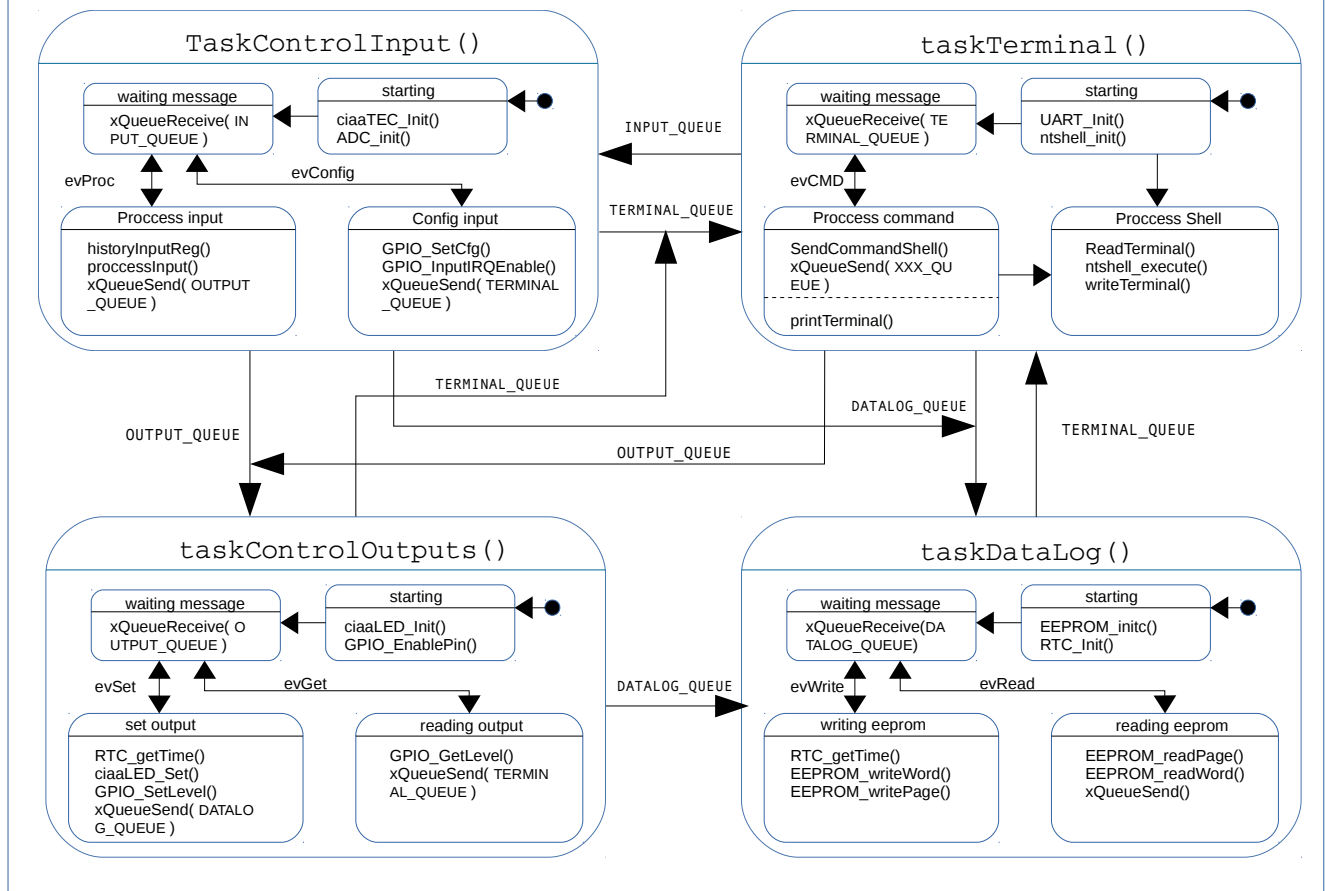 TaskControlInput()
waiting message
xQueueReceive( IN
PUT_QUEUE )
starting
ciaaTEC_Init()
ADC_init()
evProc
evConfig
Proccess input
historyInputReg()
proccessInput()
xQueueSend( OUTPUT
_QUEUE )
Config input
GPIO_SetCfg()
GPIO_InputIRQEnable()
xQueueSend( TERMINAL
_QUEUE )
INPUT_QUEUE
TERMINAL_QUEUE
taskTerminal()
waiting message
xQueueReceive( TE
RMINAL_QUEUE )
starting
UART_Init()
ntshell_init()
evCMD
Proccess command
SendCommandShell()
xQueueSend( XXX_QU
EUE )
printTerminal()
Proccess Shell
ReadTerminal()
ntshell_execute()
writeTerminal()
TERMINAL_QUEUE
DATALOG_QUEUE
OUTPUT_QUEUE
OUTPUT_QUEUE
TERMINAL_QUEUE
taskControlOutputs()
waiting message
xQueueReceive( O
UTPUT_QUEUE )
starting
ciaaLED_Init()
GPIO_EnablePin()
evSet
evGet
set output
RTC_getTime()
ciaaLED_Set()
GPIO_SetLevel()
xQueueSend( DATALO
G_QUEUE )
reading output
GPIO_GetLevel()
xQueueSend( TERMIN
AL_QUEUE )
DATALOG_QUEUE
taskDataLog()
waiting message
xQueueReceive(DA
TALOG_QUEUE)
starting
EEPROM_initc()
RTC_Init()
evWrite
evRead
writing eeprom
RTC_getTime()
EEPROM_writeWord()
EEPROM_writePage()
reading eeprom
EEPROM_readPage()
EEPROM_readWord()
xQueueSend()